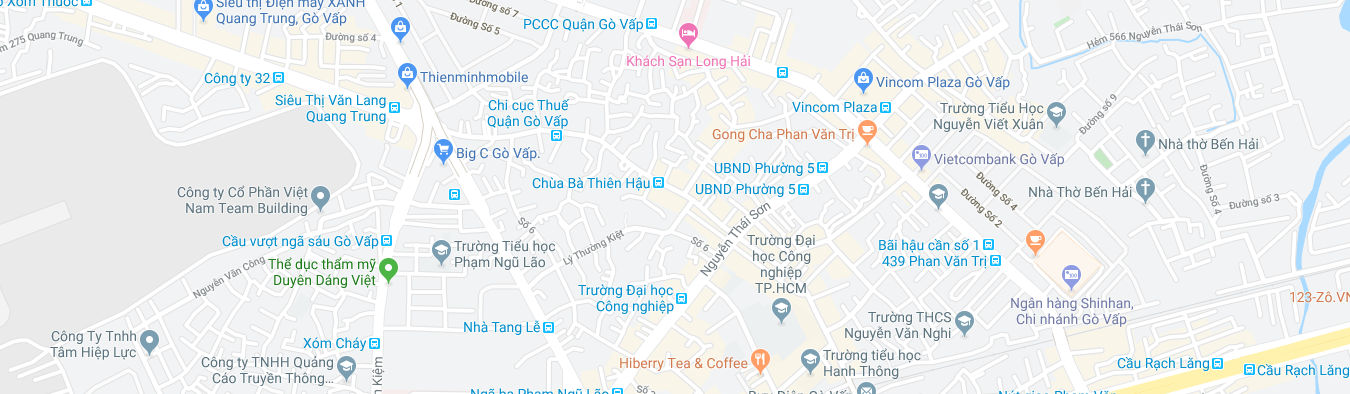 Xóm Thuốc
Siêu thị Điện máy XANH
Quang Trung, Gò Vấp
Đường số 7
Đường Số 5
PCCC Quận Gò Vấp
Hẻm 566 Nguyễn Thái Sơn
275 Quang Trung
Đường số 4
Khách Sạn Long Hải
Công ty 32
Thienminhmobile
Vincom Plaza Gò Vấp
Siêu Thị Văn Lang
Quang Trung
Chi cục Thuế
Quận Gò Vấp
Vincom Plaza
Trường Tiểu Học
Nguyễn Viết Xuân
Đường số 9
Gong Cha Phan Văn Trị
Nhà thờ Bến Hải
Big C Gò Vấp.
Vietcombank Gò Vấp
UBND Phường 5
Chùa Bà Thiên Hậu
UBND Phường 5
Đường Số 4
Đường Số 2
Nhà Thờ Bến Hải
Đường Số 4
Đường số 3
Công ty Cổ Phần Việt
Nam Team Building
Số 6
Nguyễn Thái Sơn
Cầu vượt ngã sáu Gò Vấp
Trường Tiểu học
Phạm Ngũ Lão
Lý Thường Kiệt
Số 6
Trường Đại
học Công
nghiệp
TP.HCM
Bãi hậu cần số 1
439 Phan Văn Trị
Nguyễn Văn Công
Thể dục thẩm mỹ
Duyên Dáng Việt
Trường Đại học
Công nghiệp
Ngân hàng Shinhan,
Chi nhánh Gò Vấp
123-Zô.VN
Công Ty Tnhh
Tâm Hiệp Lực
Xóm Cháy
Nhà Tang Lễ
Trường THCS
Nguyễn Văn Nghi
Công ty TNHH Quảng
Cáo Truyền Thông...
Kiệm
Hiberry Tea & Coffee
Trường tiểu học
Hanh Thông
Cầu Rạch Lăng
Cầu Rạch Lăng
Ngã ba Phạm Ngũ Lão